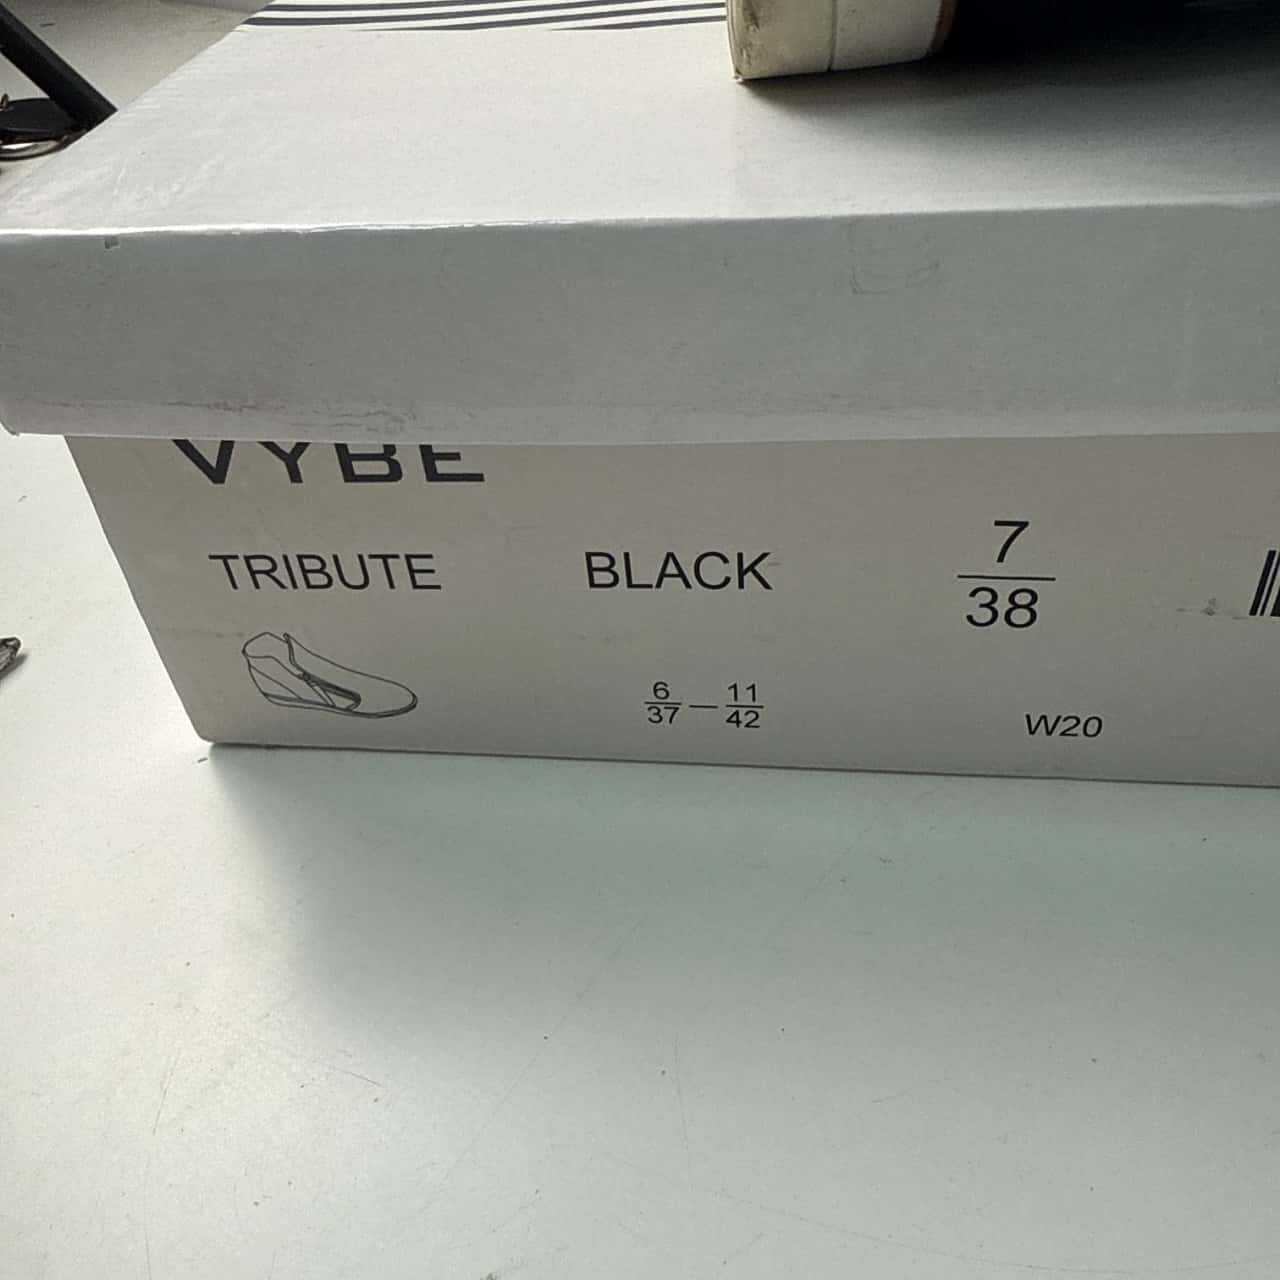 VYBE
TRIBUTE BLACK 7/38
6/37 — 11/42
W20